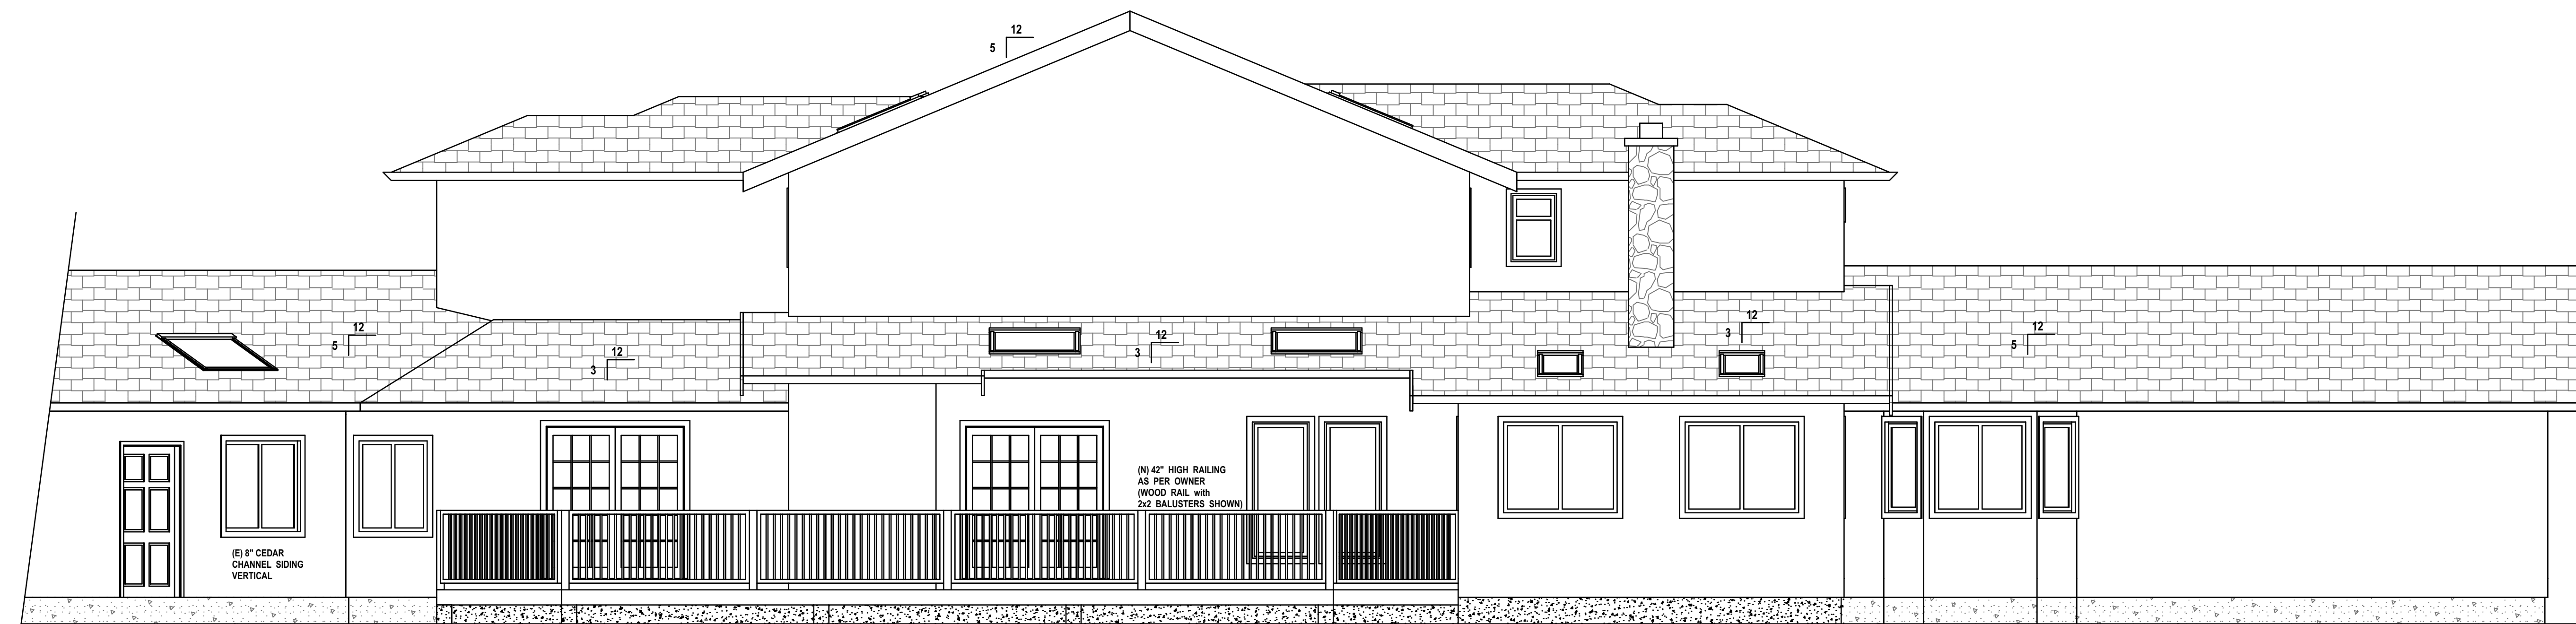 12
5
12
5
12
3
12
3
12
3
12
5
(N) 42" HIGH RAILING
AS PER OWNER
(WOOD RAIL with
2x2 BALUSTERS SHOWN)
(E) 8" CEDAR
CHANNEL SIDING
VERTICAL